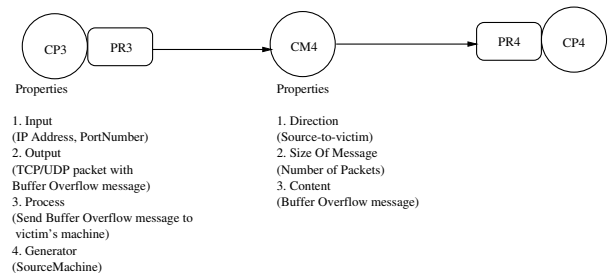 CP3
PR3
CM4
PR4
CP4
Properties
1. Input
(IP Address, PortNumber)
2. Output
(TCP/UDP packet with
Buffer Overflow message)
3. Process
(Send Buffer Overflow message to
victim's machine)
4. Generator
(SourceMachine)
Properties
1. Direction
(Source-to-victim)
2. Size Of Message
(Number of Packets)
3. Content
(Buffer Overflow message)